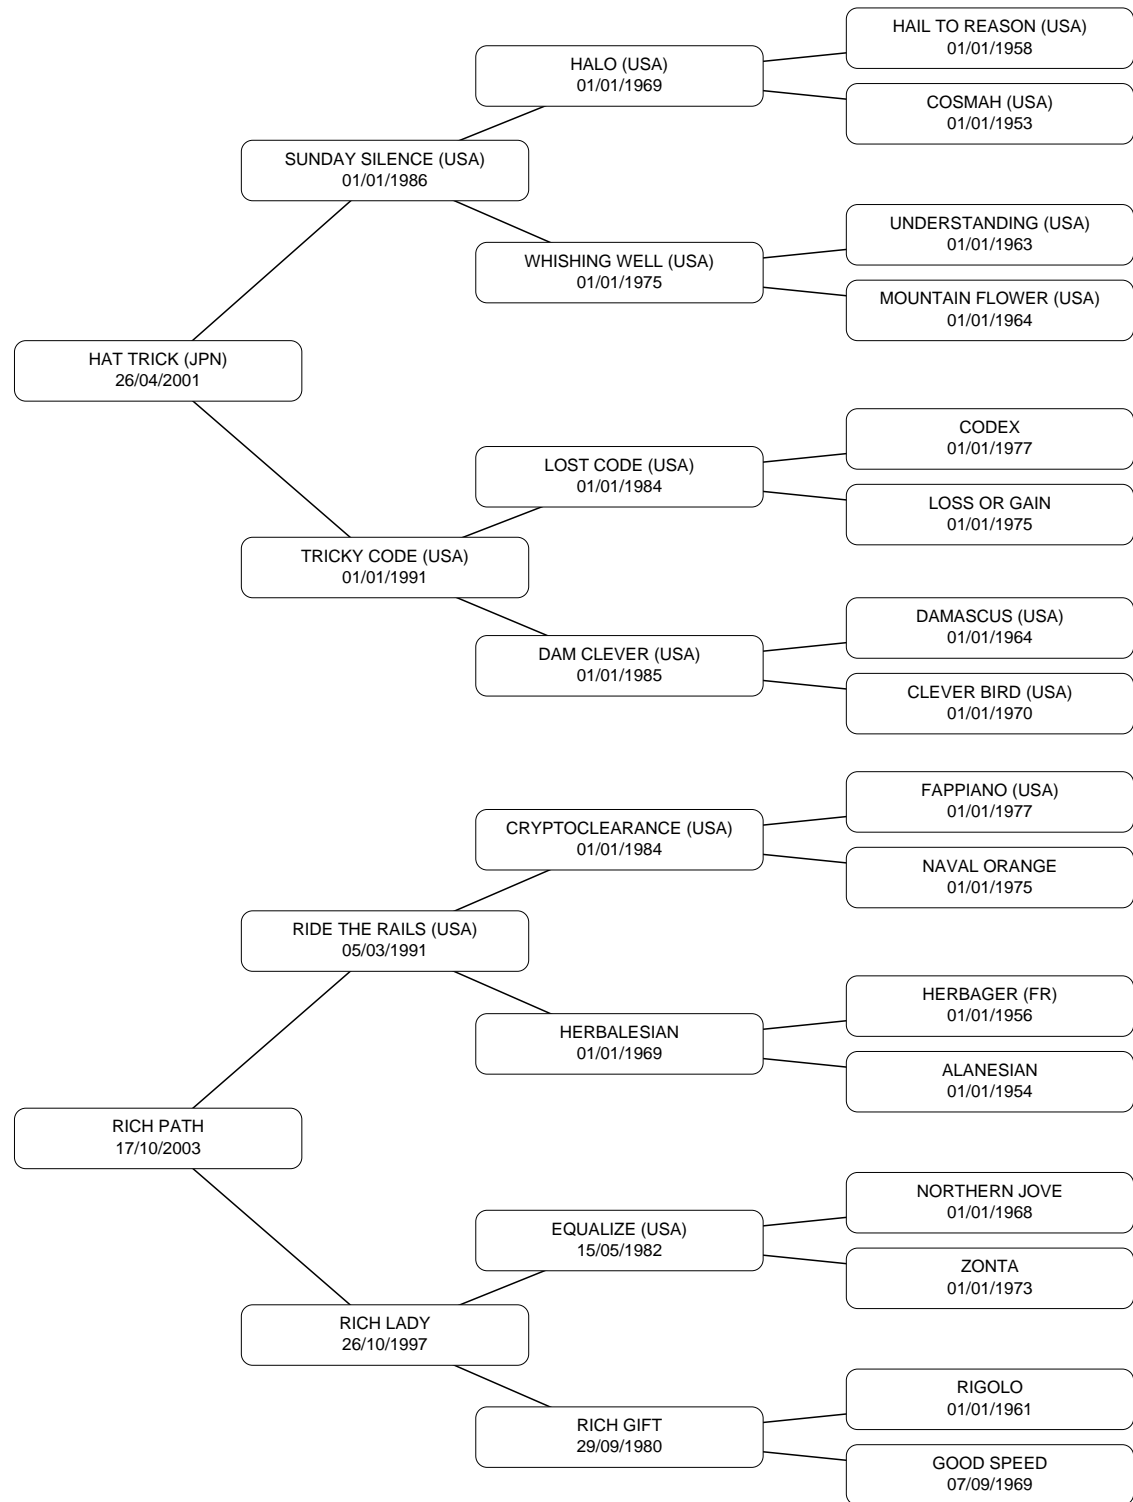 HAIL TO REASON (USA)
01/01/1958
HALO (USA)
01/01/1969
COSMAH (USA)
01/01/1953
SUNDAY SILENCE (USA)
01/01/1986
UNDERSTANDING (USA)
01/01/1963
WHISHING WELL (USA)
01/01/1975
MOUNTAIN FLOWER (USA)
01/01/1964
HAT TRICK (JPN)
26/04/2001
CODEX
01/01/1977
LOST CODE (USA)
01/01/1984
LOSS OR GAIN
01/01/1975
TRICKY CODE (USA)
01/01/1991
DAMASCUS (USA)
01/01/1964
DAM CLEVER (USA)
01/01/1985
CLEVER BIRD (USA)
01/01/1970
FAPPIANO (USA)
01/01/1977
CRYPTOCLEARANCE (USA)
01/01/1984
NAVAL ORANGE
01/01/1975
RIDE THE RAILS (USA)
05/03/1991
HERBAGER (FR)
01/01/1956
HERBALESIAN
01/01/1969
ALANESIAN
01/01/1954
RICH PATH
17/10/2003
NORTHERN JOVE
01/01/1968
EQUALIZE (USA)
15/05/1982
ZONTA
01/01/1973
RICH LADY
26/10/1997
RIGOLO
01/01/1961
RICH GIFT
29/09/1980
GOOD SPEED
07/09/1969